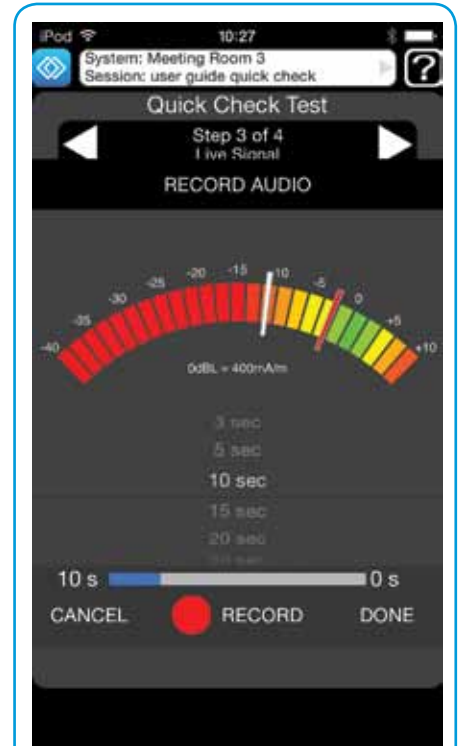 iPod 10:27
System: Meeting Room 3
Session: user guide quick check
?
Quick Check Test
Step 3 of 4
Live Signal
RECORD AUDIO
-40 -35 -30 -25 -20 -15 -10 -5 0 +5 +10
0dBL = 400mA/m
3 sec
5 sec
10 sec
15 sec
20 sec
10 s 0 s
CANCEL RECORD DONE